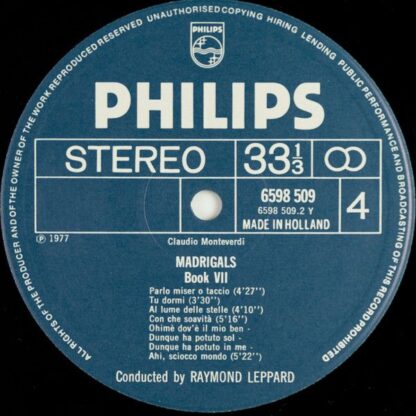 ALL RIGHTS OF THE MANUFACTURER AND OF THE OWNER OF THE WORK REPRODUCED RESERVED UNAUTHORISED COPYING HIRING LENDING PUBLIC PERFORMANCE AND BROADCASTING OF THIS RECORD PROHIBITED
PHILIPS
PHILIPS
STEREO
33⅓
6598 509
6598 509.2 Y
MADE IN HOLLAND
4
Ⓟ 1977
Claudio Monteverdi
MADRIGALS
Book VII
Parlo miser o taccio (4'27'')
Tu dormi (3'30'')
Al lume delle stelle (4'10'')
Con che soavità (5'16'')
Ohimè dov'è il mio ben -
Dunque ha potuto sol -
Dunque ha potuto in me -
Ahi, sciocco mondo (5'22'')
Conducted by RAYMOND LEPPARD